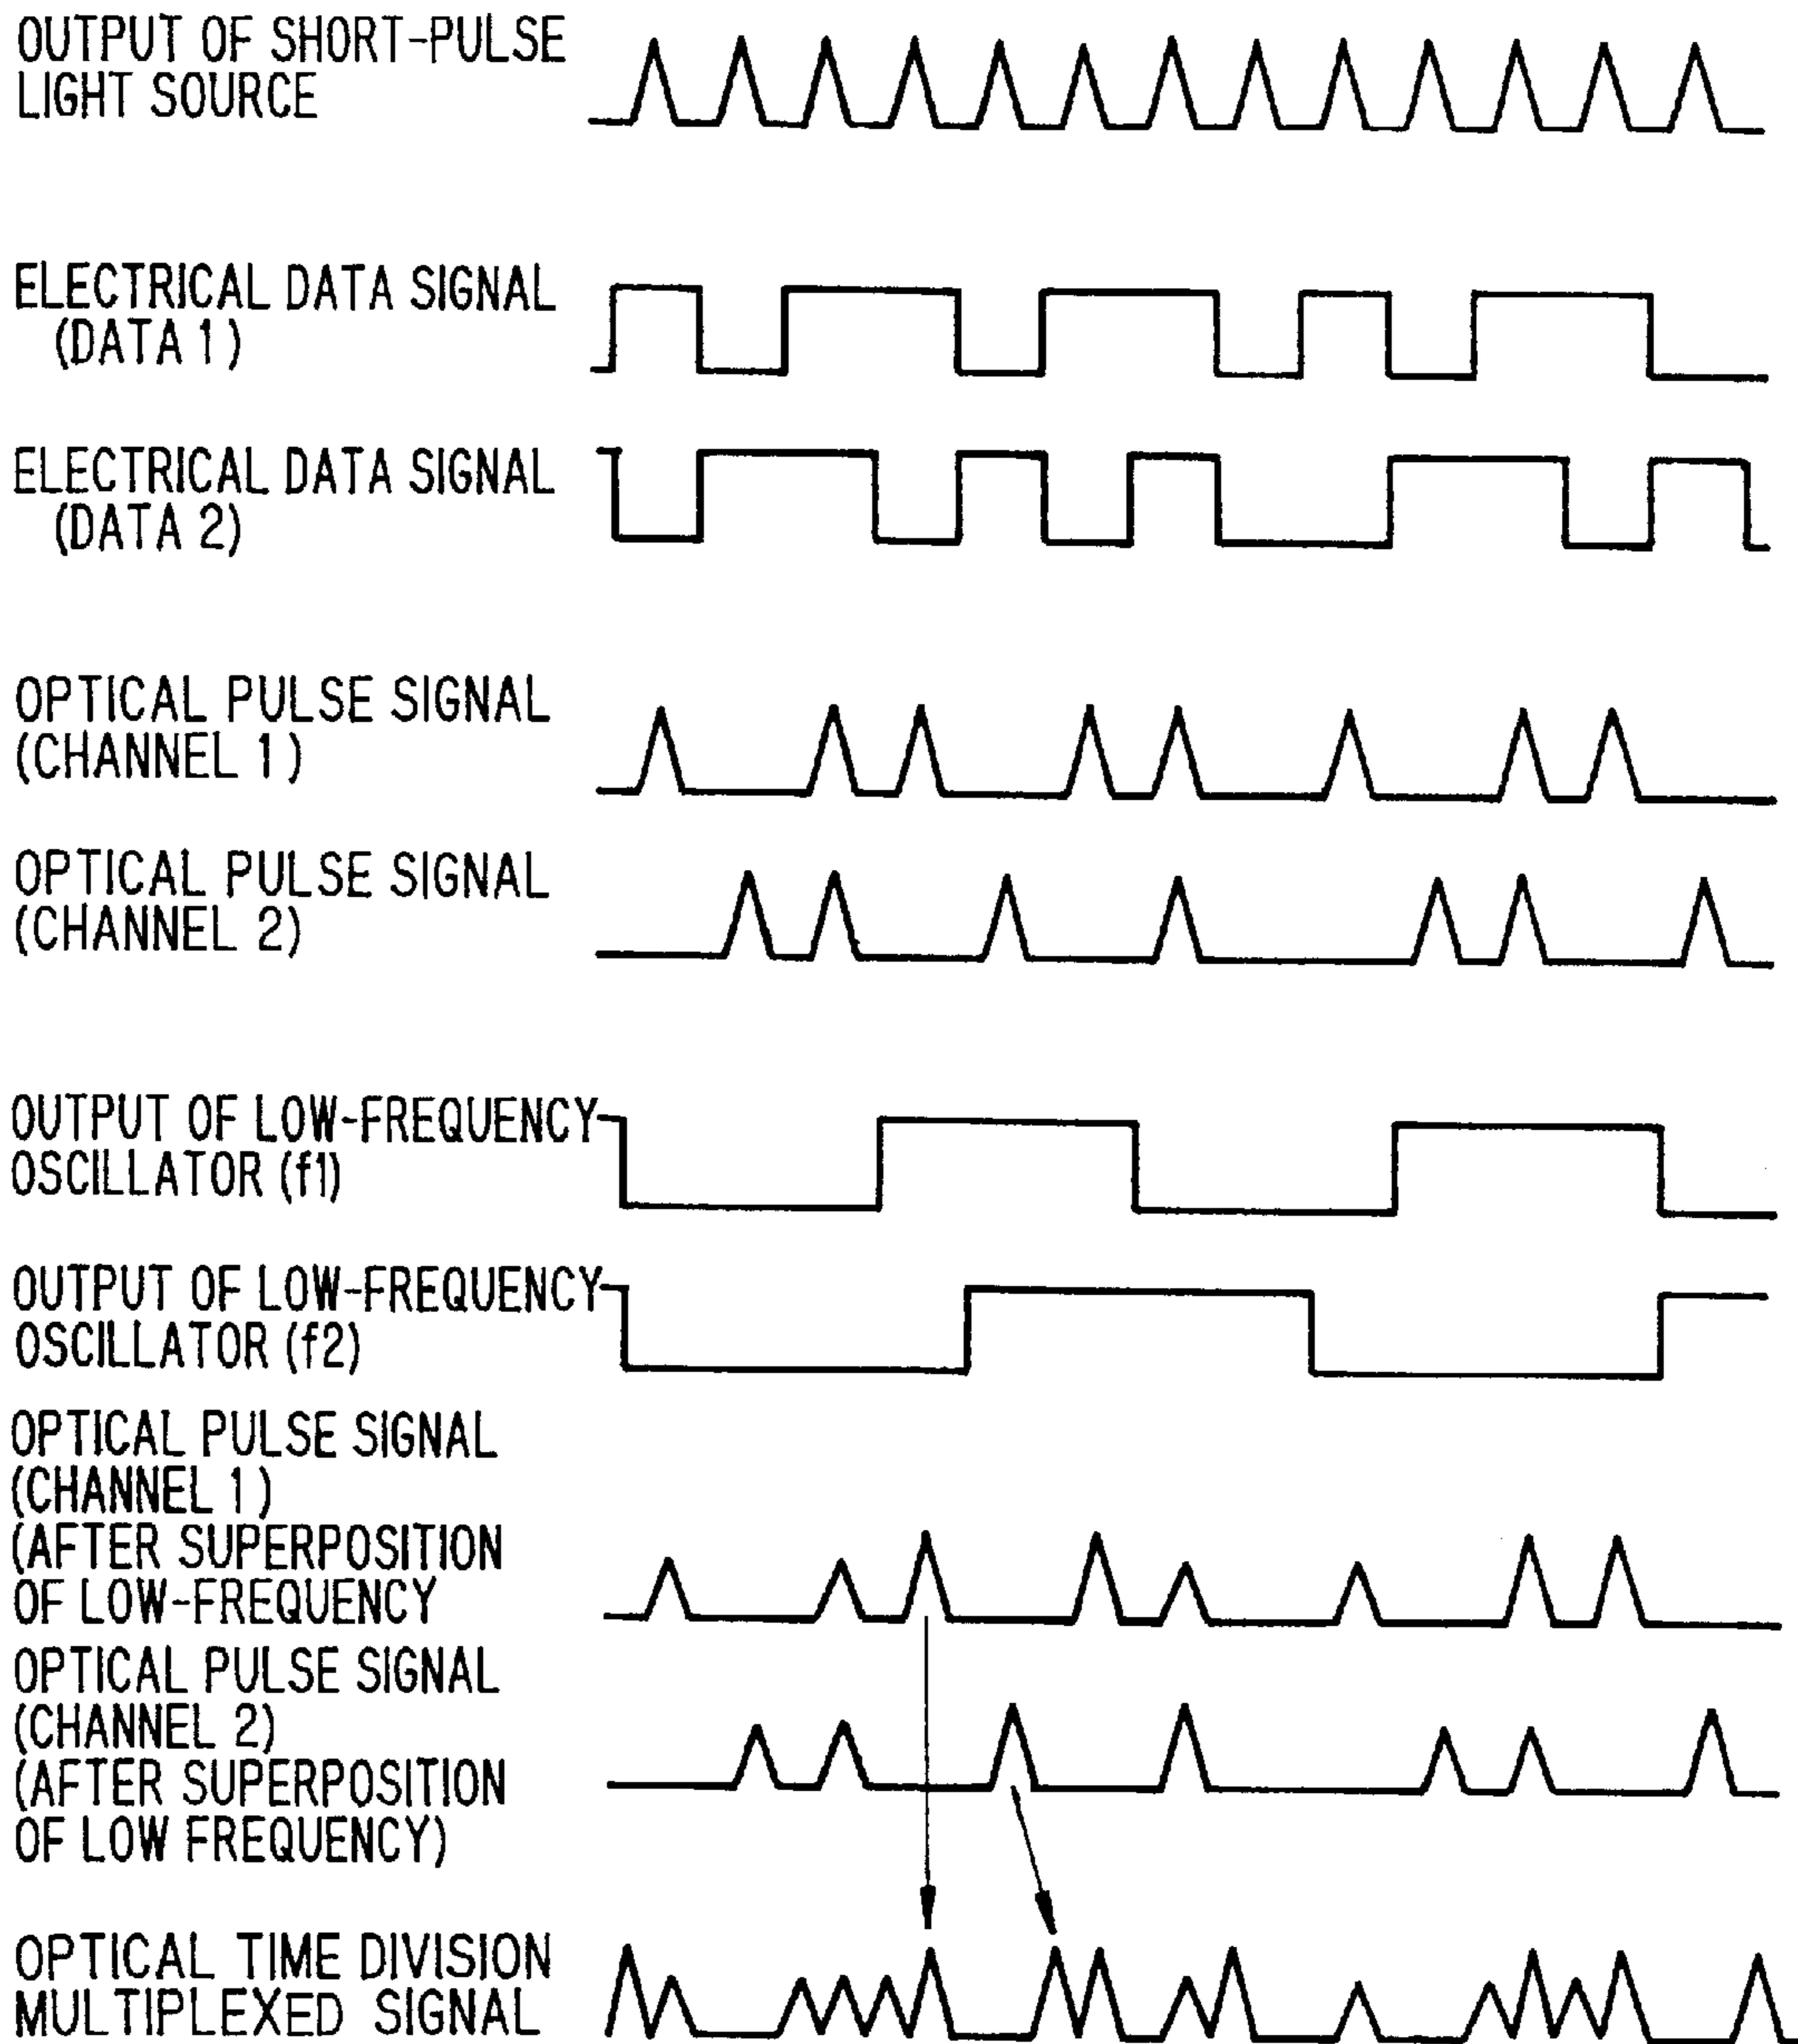 OUTPUT OF SHORT-PULSE
LIGHT SOURCE
ELECTRICAL DATA SIGNAL
(DATA 1)
ELECTRICAL DATA SIGNAL
(DATA 2)
OPTICAL PULSE SIGNAL
(CHANNEL 1)
OPTICAL PULSE SIGNAL
(CHANNEL 2)
OUTPUT OF LOW-FREQUENCY
OSCILLATOR (f1)
OUTPUT OF LOW-FREQUENCY
OSCILLATOR (f2)
OPTICAL PULSE SIGNAL
(CHANNEL 1)
(AFTER SUPERPOSITION
OF LOW-FREQUENCY
OPTICAL PULSE SIGNAL
(CHANNEL 2)
(AFTER SUPERPOSITION
OF LOW FREQUENCY)
OPTICAL TIME DIVISION
MULTIPLEXED SIGNAL